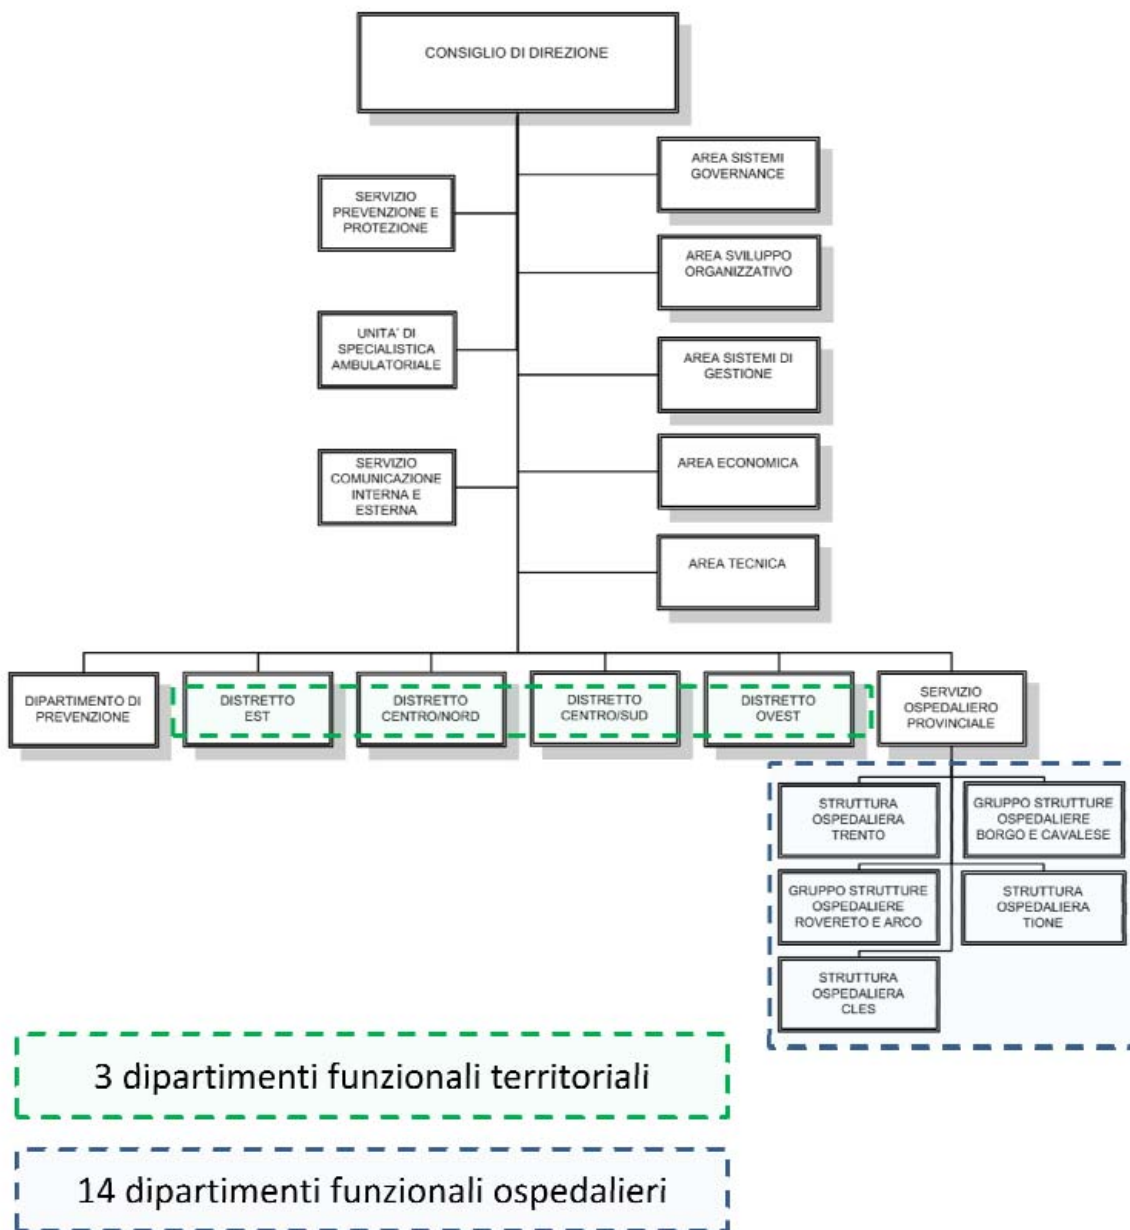 CONSIGLIO DI DIREZIONE
AREA SISTEMI
GOVERNANCE
SERVIZIO
PREVENZIONE E
PROTEZIONE
AREA SVILUPPO
ORGANIZZATIVO
UNITA' DI
SPECIALISTICA
AMBULATORIALE
AREA SISTEMI DI
GESTIONE
SERVIZIO
COMUNICAZIONE
INTERNA E
ESTERNA
AREA ECONOMICA
AREA TECNICA
DIPARTIMENTO DI
PREVENZIONE
DISTRETTO
EST
DISTRETTO
CENTRO/NORD
DISTRETTO
CENTRO/SUD
DISTRETTO
OVEST
SERVIZIO
OSPEDALIERO
PROVINCIALE
STRUTTURA
OSPEDALIERA
TRENTO
GRUPPO STRUTTURE
OSPEDALIERE
BORGO E CAVALESE
GRUPPO STRUTTURE
OSPEDALIERE
ROVERETO E ARCO
STRUTTURA
OSPEDALIERA
TIONE
STRUTTURA
OSPEDALIERA
CLES
3 dipartimenti funzionali territoriali
14 dipartimenti funzionali ospedalieri